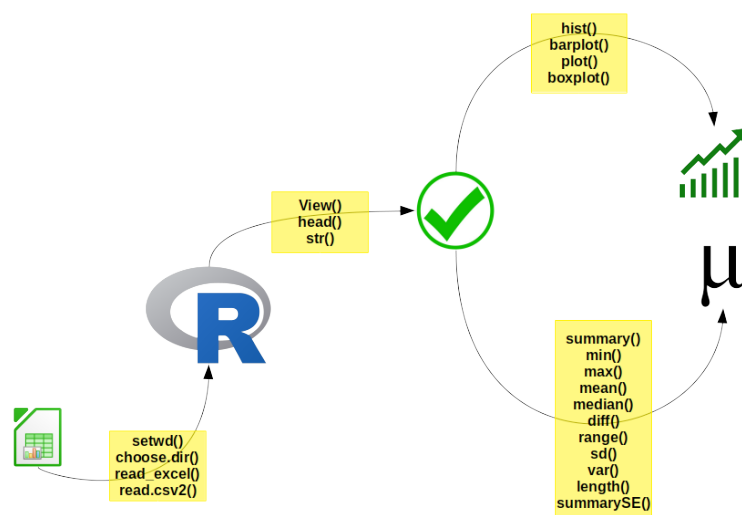 hist()
barplot()
plot()
boxplot()
View()
head()
str()
R
μ
setwd()
choose.dir()
read_excel()
read.csv2()
summary()
min()
max()
mean()
median()
diff()
range()
sd()
var()
length()
summarySE()